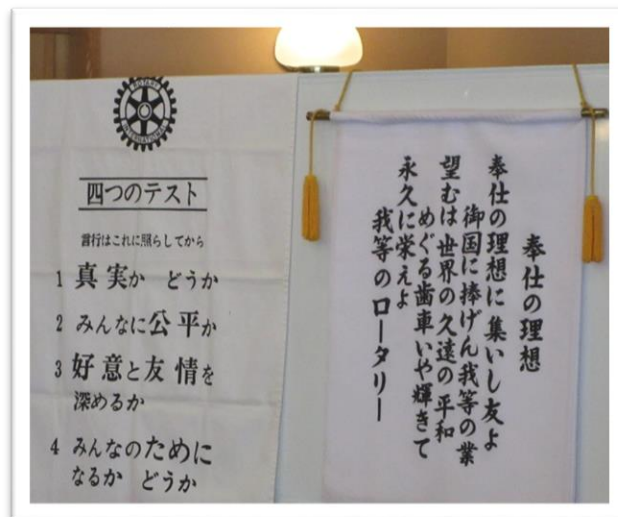 ROTARY
INTERNATIONAL
四つのテスト
言行はこれに照らしてから
1 真実か どうか
2 みんなに公平か
3 好意と友情を
深めるか
4 みんなのために
なるか どうか
奉仕の理想
奉仕の理想に集いし友よ
御国に捧げん我等の業
望むは世界の久遠の平和
めぐる歯車いや輝きて
永久に栄えよ
我等のロータリー